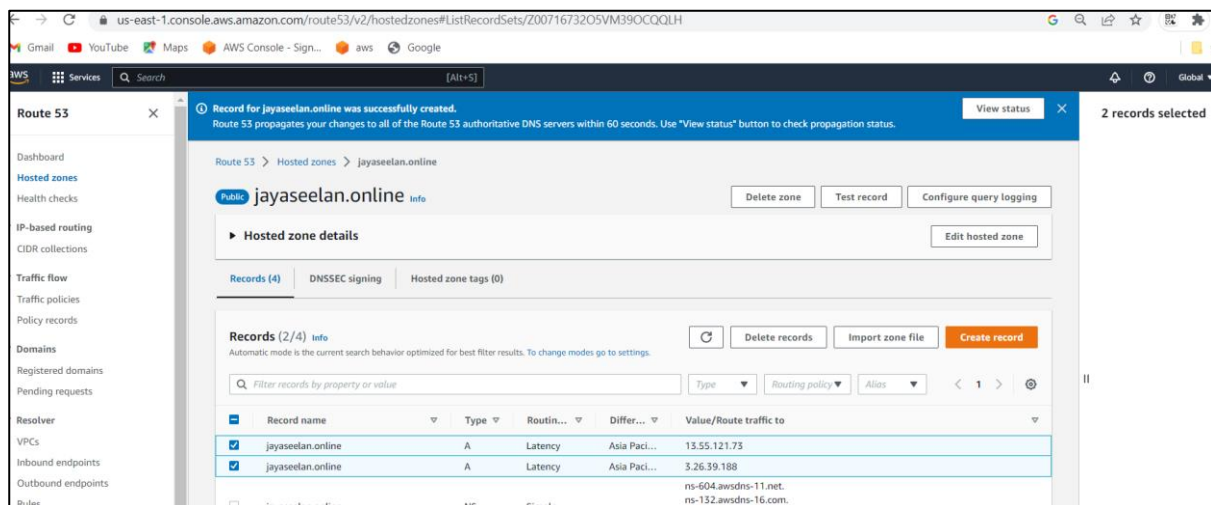 us-east-1.console.aws.amazon.com/route53/v2/hostedzones#ListRecordSets/Z00716732O5VM39OCQQLH
Gmail YouTube Maps AWS Console - Sign... aws Google
aws Services Search [Alt+S] Global
Route 53
Record for jayaseelan.online was successfully created.
Route 53 propagates your changes to all of the Route 53 authoritative DNS servers within 60 seconds. Use "View status" button to check propagation status.
View status
2 records selected
Dashboard
Hosted zones
Health checks
IP-based routing
CIDR collections
Traffic flow
Traffic policies
Policy records
Domains
Registered domains
Pending requests
Resolver
VPCs
Inbound endpoints
Outbound endpoints
Rules
Route 53 > Hosted zones > jayaseelan.online
Public jayaseelan.online Info
Delete zone Test record Configure query logging
Hosted zone details
Edit hosted zone
Records (4) DNSSEC signing Hosted zone tags (0)
Records (2/4) Info
Automatic mode is the current search behavior optimized for best filter results. To change modes go to settings.
Delete records Import zone file Create record
Filter records by property or value Type Routing policy Alias 1
Record name Type Routin... Differ... Value/Route traffic to
jayaseelan.online A Latency Asia Paci... 13.55.121.73
jayaseelan.online A Latency Asia Paci... 3.26.39.188
ns-604.awsdns-11.net.
ns-132.awsdns-16.com.